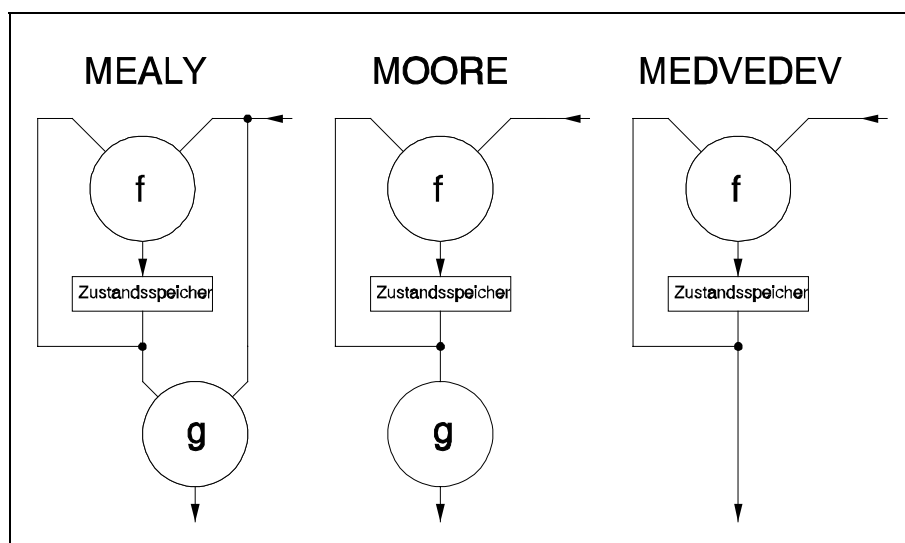 MEALY
MOORE
MEDVEDEV
f
f
f
Zustandsspeicher
Zustandsspeicher
Zustandsspeicher
g
g